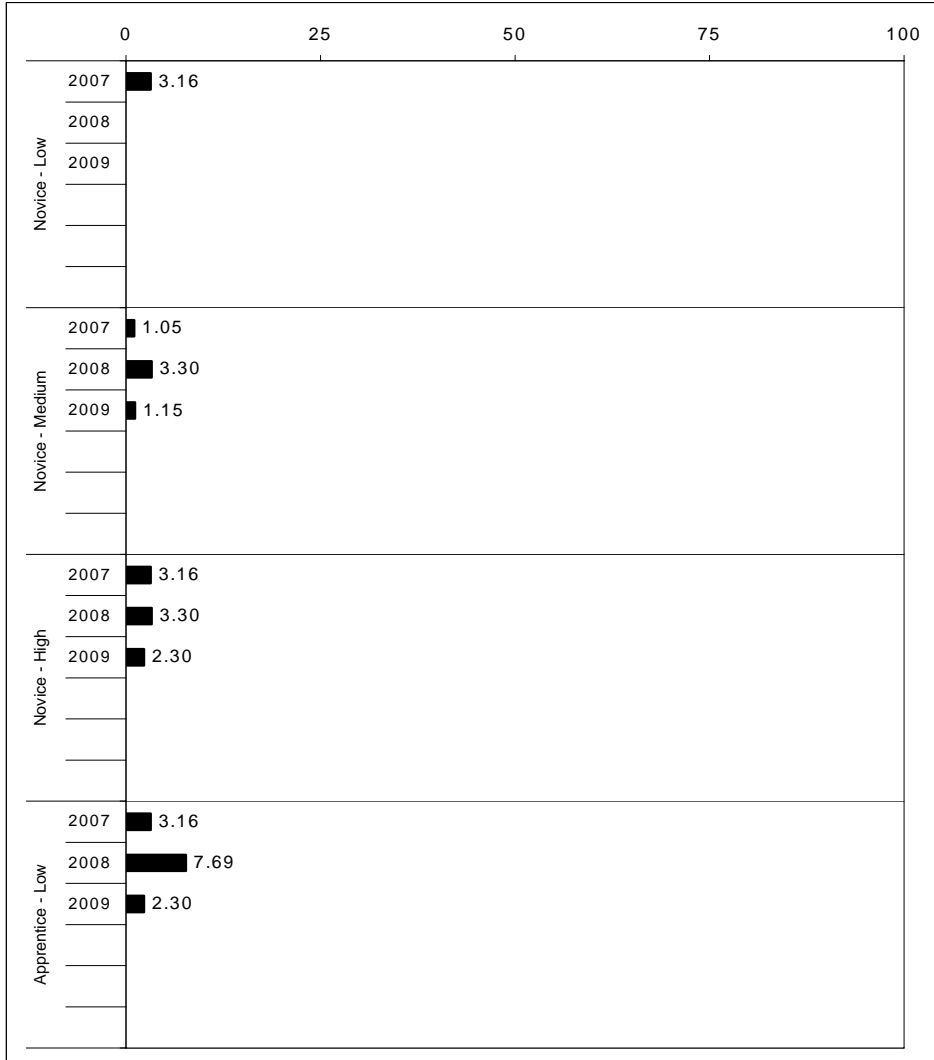 0 25 50 75 100
Novice - Low
2007 3.16
2008
2009
Novice - Medium
2007 1.05
2008 3.30
2009 1.15
Novice - High
2007 3.16
2008 3.30
2009 2.30
Apprentice - Low
2007 3.16
2008 7.69
2009 2.30